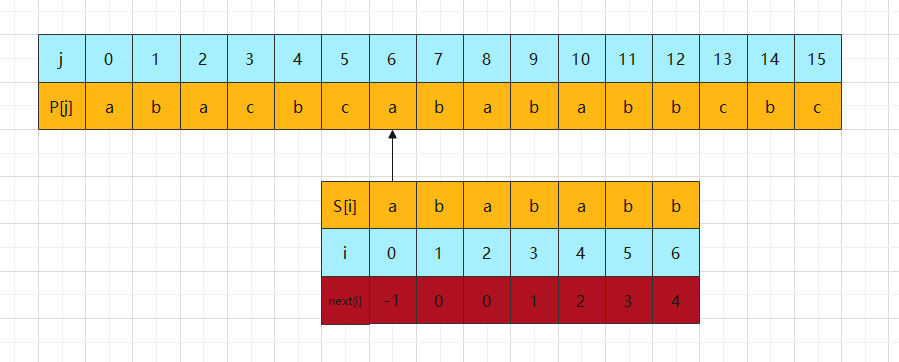 j 0 1 2 3 4 5 6 7 8 9 10 11 12 13 14 15
P[j] a b a c b c a b a b a b b c b c
S[i] a b a b a b b
i 0 1 2 3 4 5 6
next[i] -1 0 0 1 2 3 4